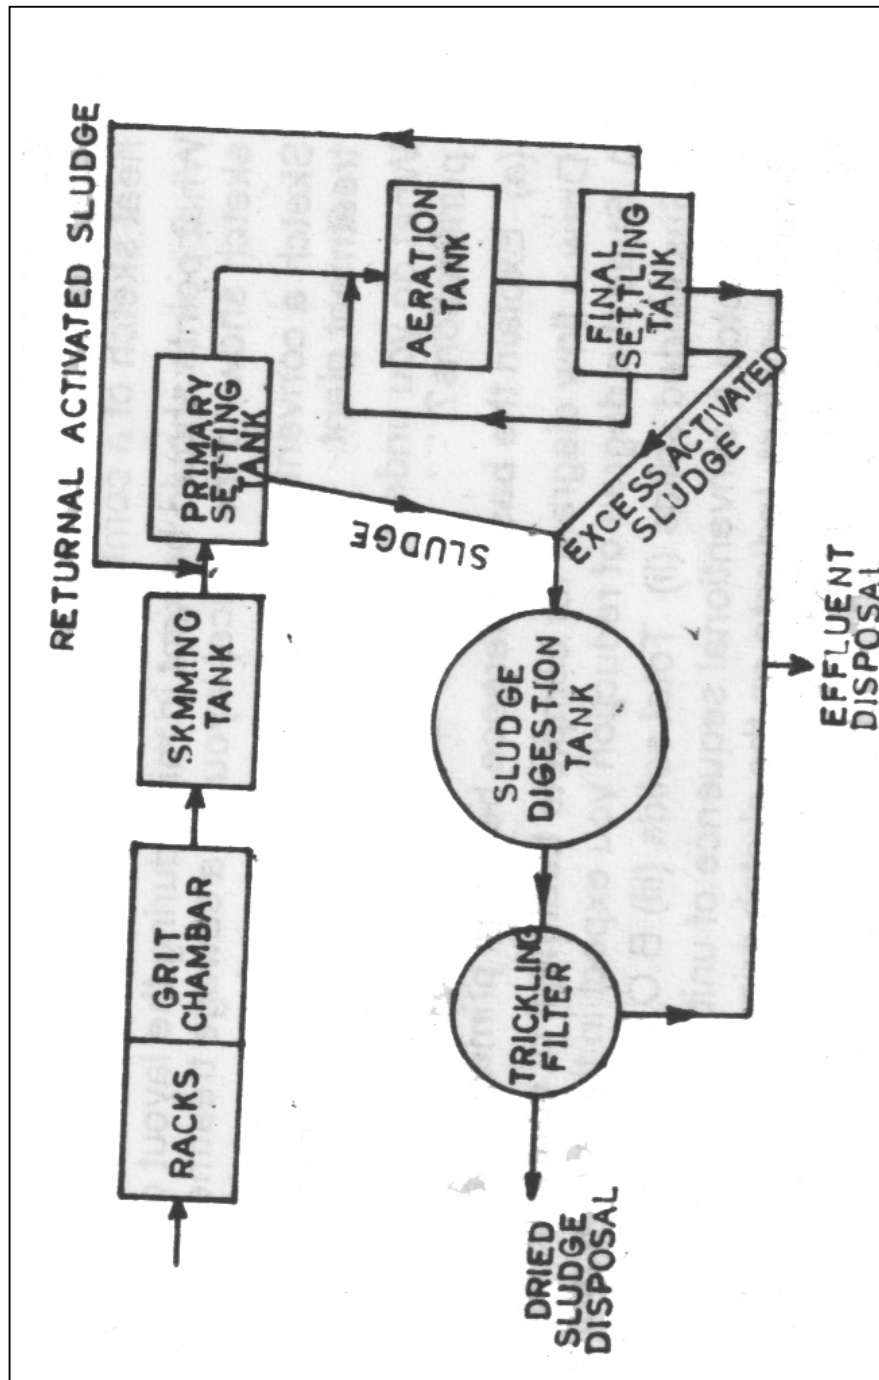 RETURNAL ACTIVATED SLUDGE
RACKS
GRIT
CHAMBAR
SKMMING
TANK
PRIMARY
SETTING
TANK
AERATION
TANK
FINAL
SETTLING
TANK
SLUDGE
EXCESS ACTIVATED
SLUDGE
SLUDGE
DIGESTION
TANK
TRICKLING
FILTER
DRIED
SLUDGE
DISPOSAL
EFFLUENT
DISPOSAL